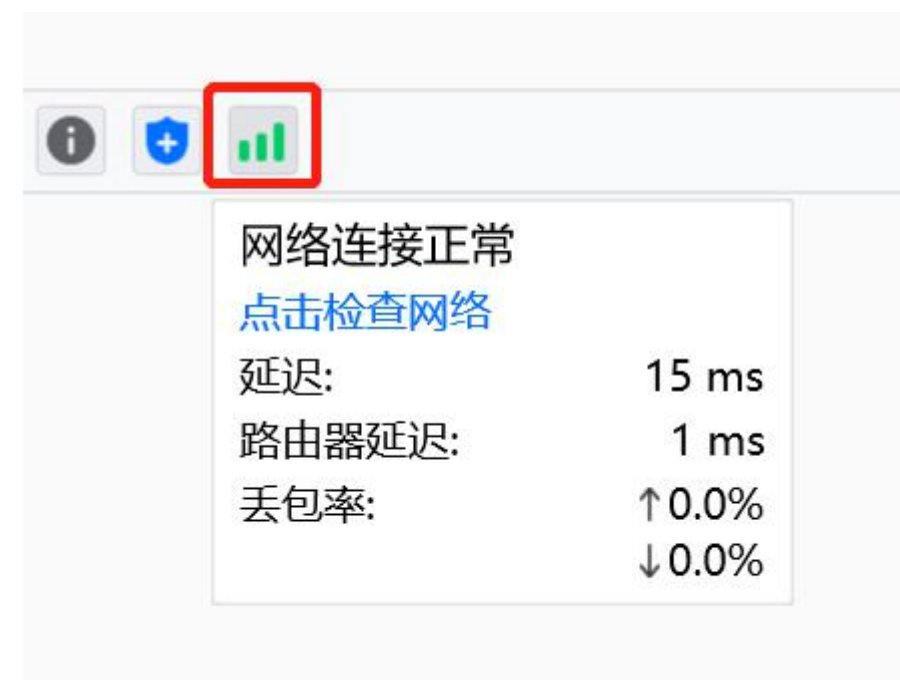 网络连接正常
点击检查网络
延迟: 15 ms
路由器延迟: 1 ms
丢包率: ↑0.0%
↓0.0%